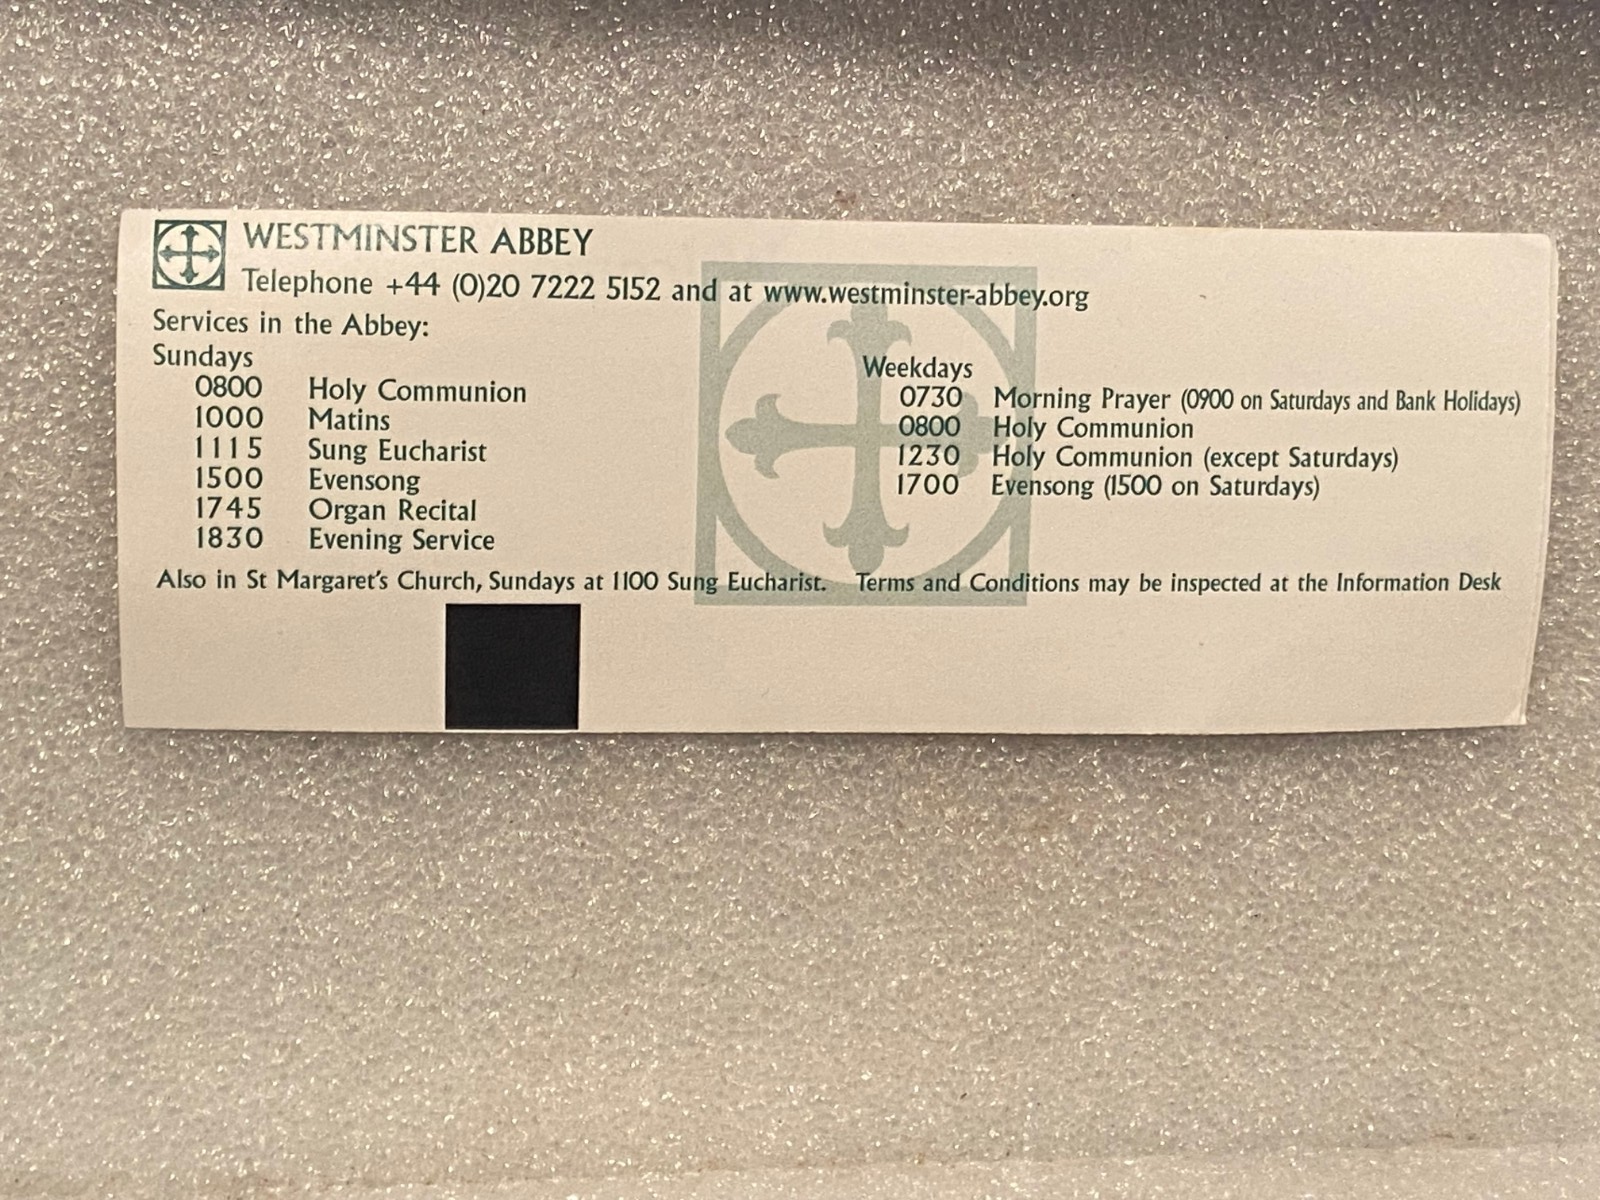 WESTMINSTER ABBEY
Telephone +44 (0)20 7222 5152 and at www.westminster-abbey.org
Services in the Abbey:
Sundays
0800 Holy Communion
1000 Matins
1115 Sung Eucharist
1500 Evensong
1745 Organ Recital
1830 Evening Service
Weekdays
0730 Morning Prayer (0900 on Saturdays and Bank Holidays)
0800 Holy Communion
1230 Holy Communion (except Saturdays)
1700 Evensong (1500 on Saturdays)
Also in St Margaret's Church, Sundays at 1100 Sung Eucharist. Terms and Conditions may be inspected at the Information Desk